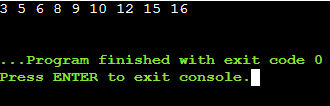 3 5 6 8 9 10 12 15 16
...Program finished with exit code 0
Press ENTER to exit console.